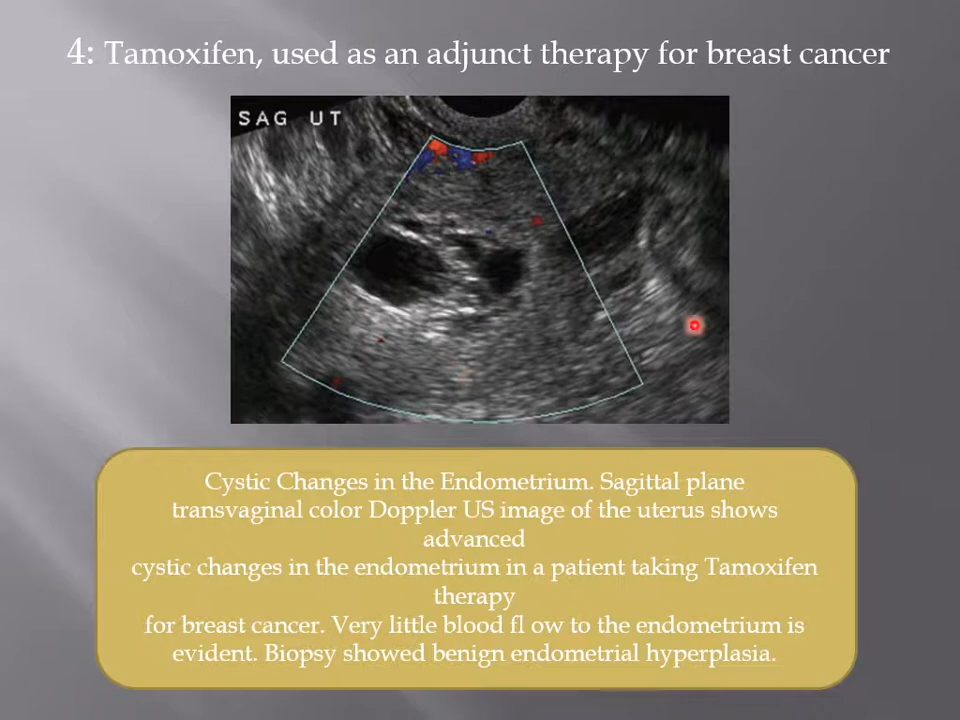 4: Tamoxifen, used as an adjunct therapy for breast cancer
SAG UT
Cystic Changes in the Endometrium. Sagittal plane
transvaginal color Doppler US image of the uterus shows
advanced
cystic changes in the endometrium in a patient taking Tamoxifen
therapy
for breast cancer. Very little blood fl ow to the endometrium is
evident. Biopsy showed benign endometrial hyperplasia.